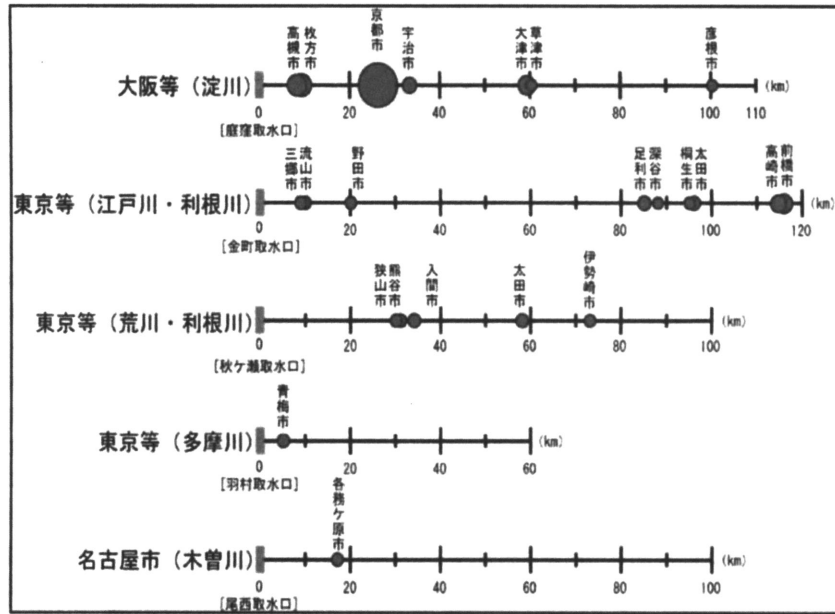 高槻市 枚方市 京都市 宇治市 大津市 草津市 彦根市
大阪等（淀川） (km)
0 20 40 60 80 100 110
[庭窪取水口]
三郷市 流山市 野田市 足利市 深谷市 桐生市 太田市 高崎市 前橋市
東京等（江戸川・利根川） (km)
0 20 40 60 80 100 120
[金町取水口]
狭山市 熊谷市 入間市 太田市 伊勢崎市
東京等（荒川・利根川） (km)
0 20 40 60 80 100
[秋ケ瀬取水口]
青梅市
東京等（多摩川） (km)
0 20 40 60
[羽村取水口]
各務ケ原市
名古屋市（木曽川） (km)
0 20 40 60 80 100
[尾西取水口]